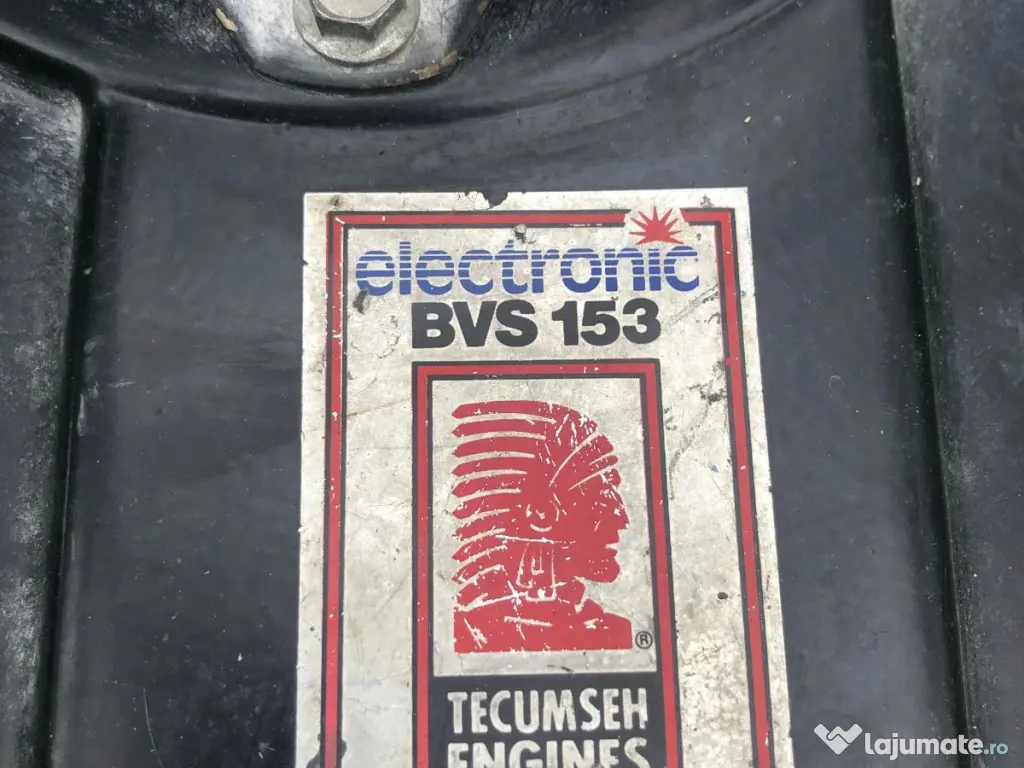 electronic
BVS 153
®
TECUMSEH
ENGINES
lajumate.ro